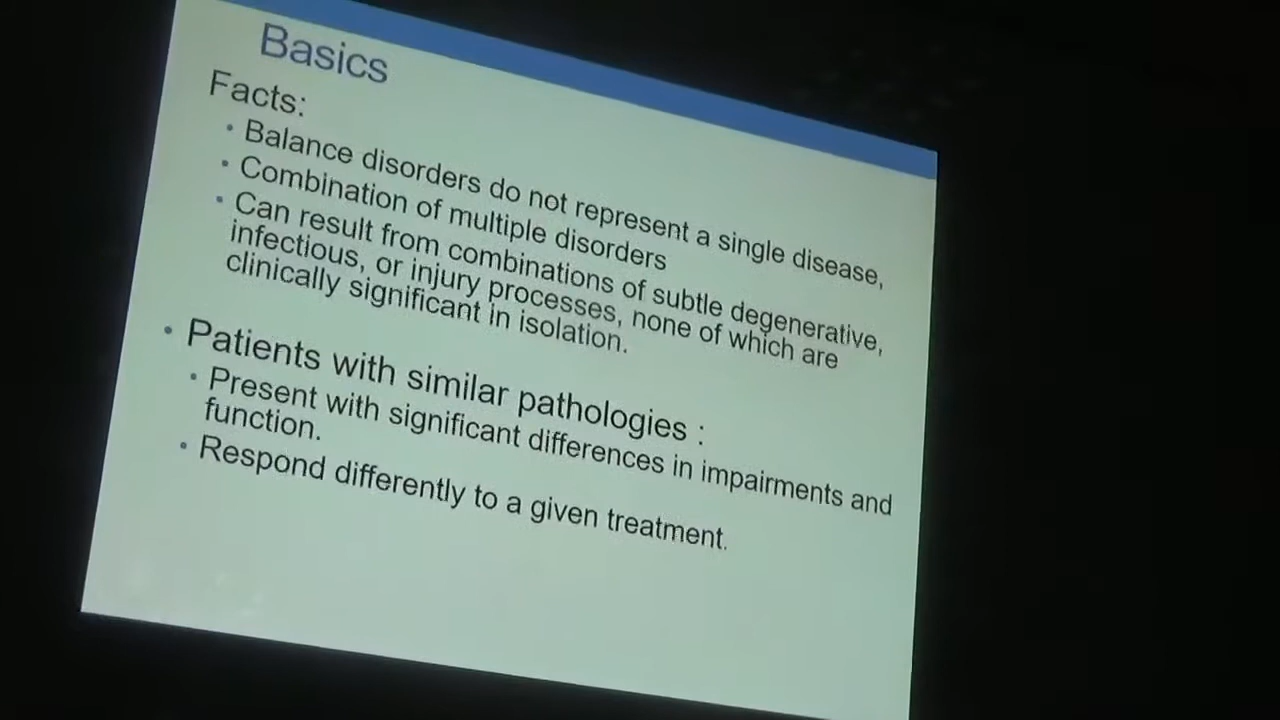 Basics
Facts:
• Balance disorders do not represent a single disease,
• Combination of multiple disorders
• Can result from combinations of subtle degenerative,
infectious, or injury processes, none of which are
clinically significant in isolation.
• Patients with similar pathologies :
• Present with significant differences in impairments and
function.
• Respond differently to a given treatment.